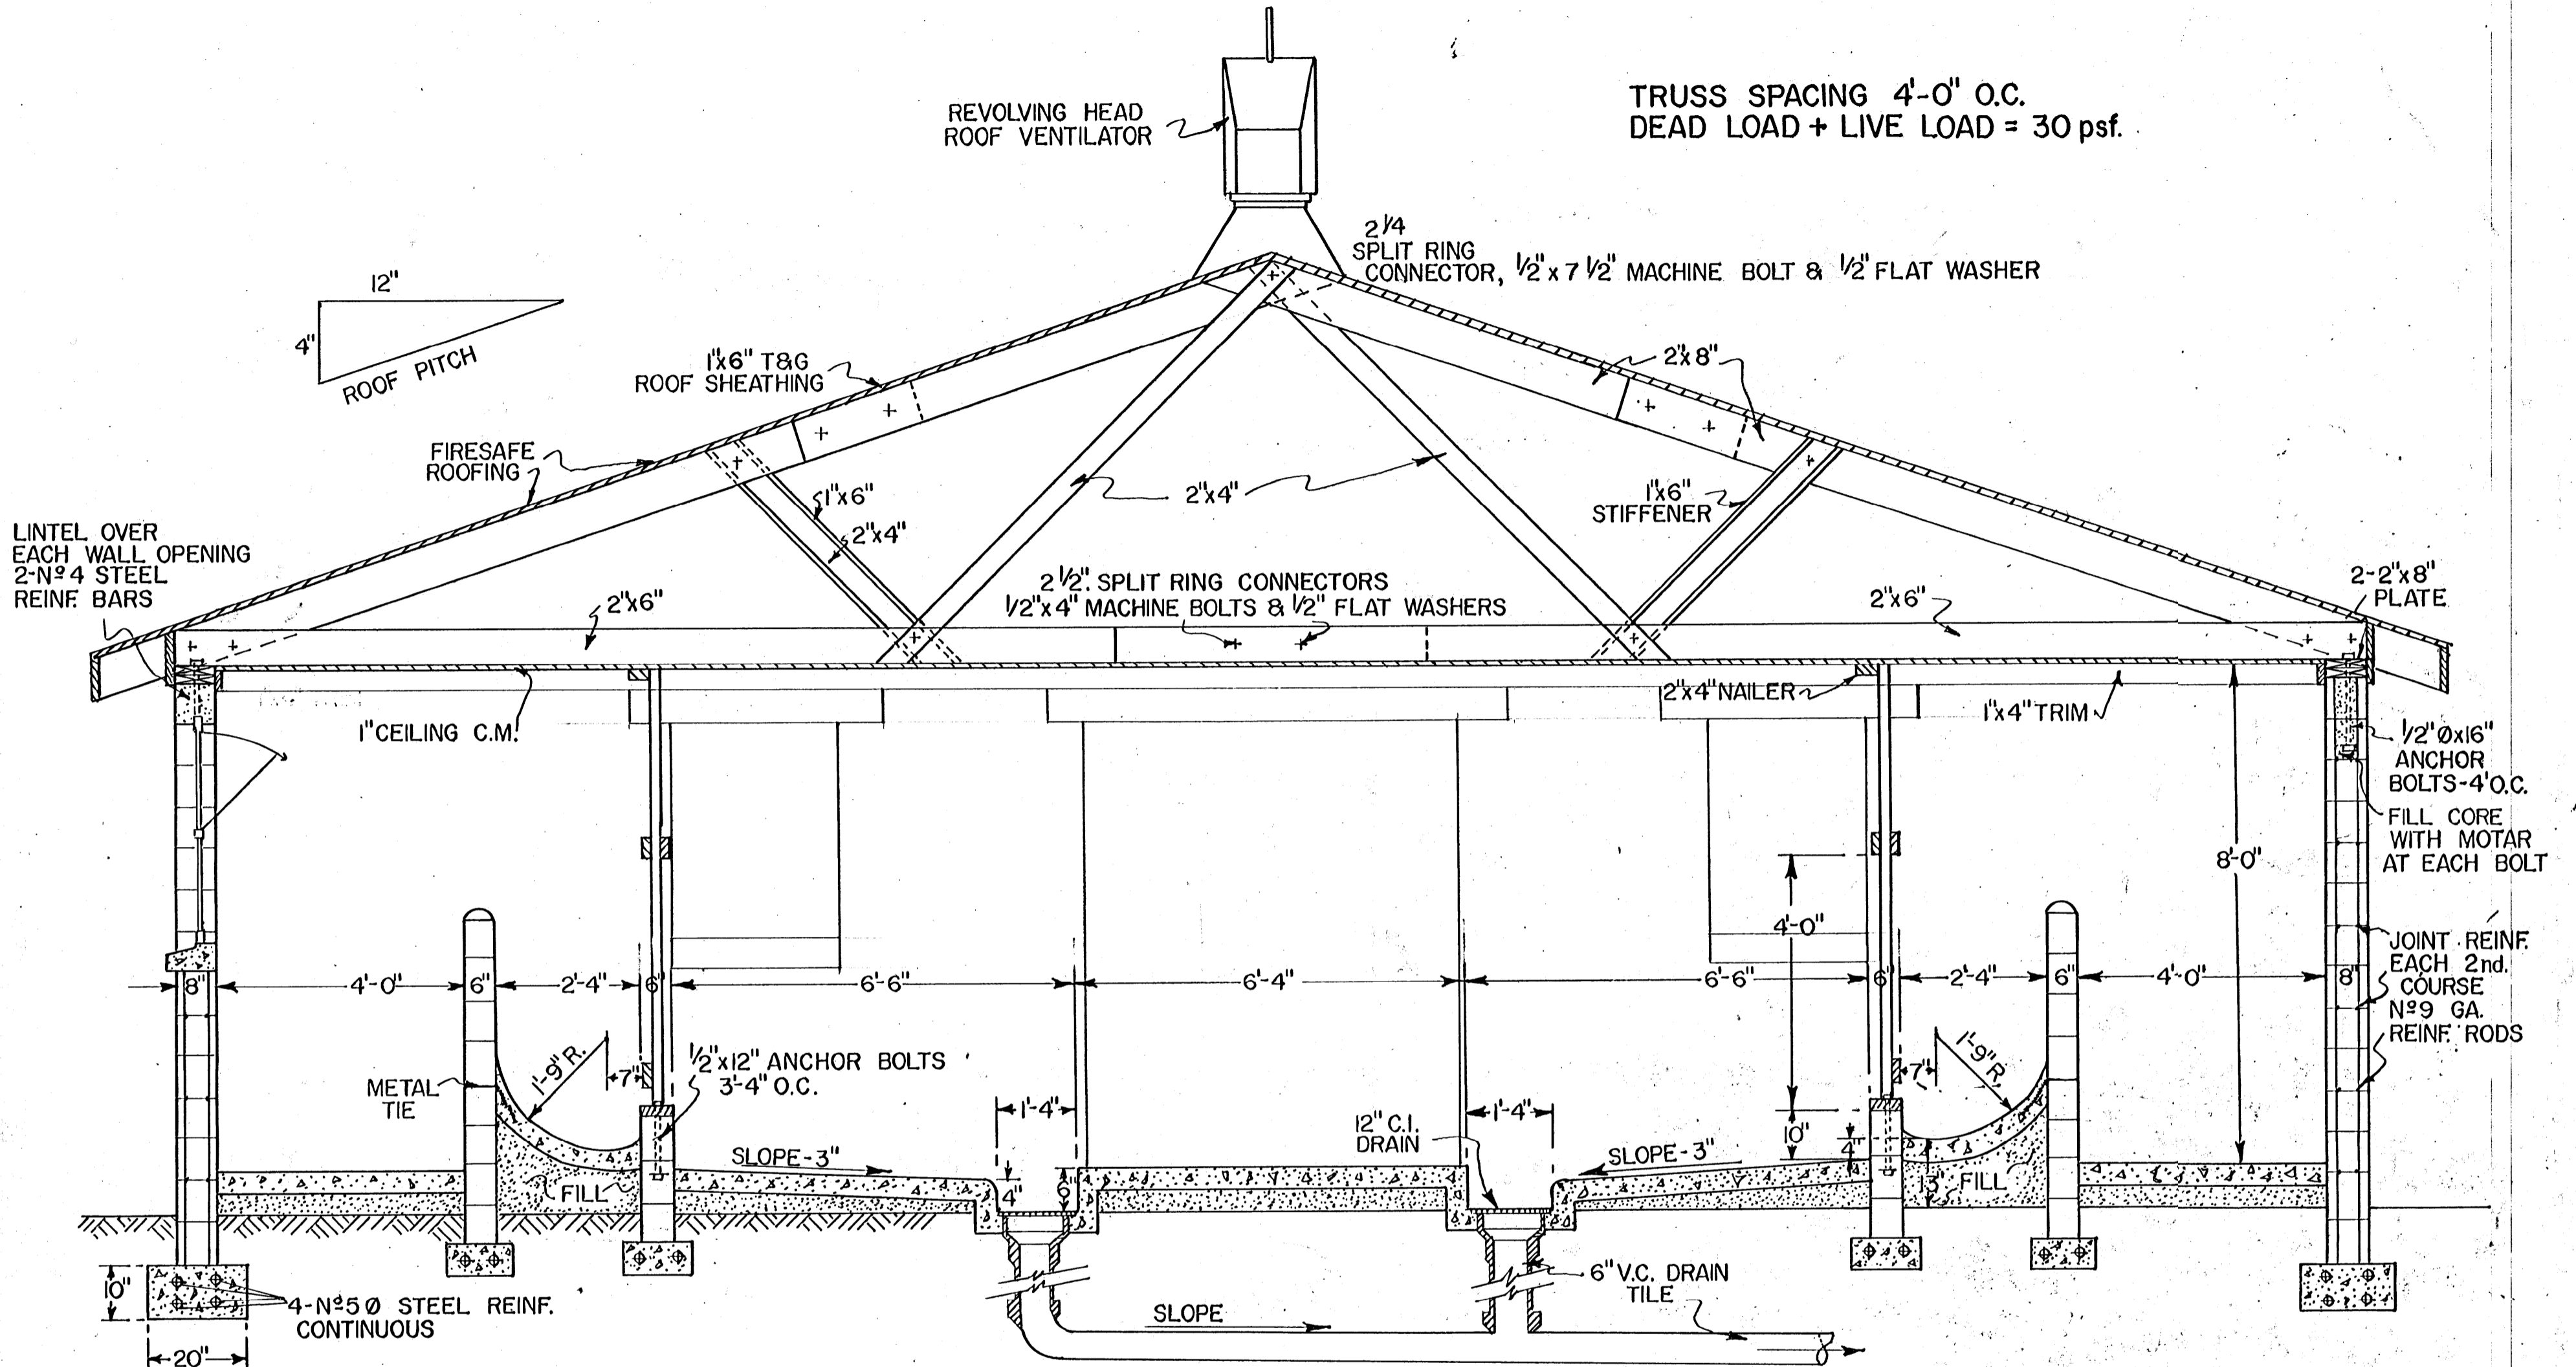 TRUSS SPACING 4'-0" O.C.
DEAD LOAD + LIVE LOAD = 30 psf.
REVOLVING HEAD
ROOF VENTILATOR
2 1/4
SPLIT RING
CONNECTOR, 1/2" x 7 1/2" MACHINE BOLT & 1/2" FLAT WASHER
12"
4"
ROOF PITCH
1"x6" T&G
ROOF SHEATHING
2"x8"
FIRESAFE
ROOFING
1"x6"
2"x4"
2"x4"
1"x6"
STIFFENER
LINTEL OVER
EACH WALL OPENING
2-Nº4 STEEL
REINF. BARS
2"x6"
2 1/2". SPLIT RING CONNECTORS
1/2"x4" MACHINE BOLTS & 1/2" FLAT WASHERS
2"x6"
2-2"x8"
PLATE
1" CEILING C.M.
2"x4" NAILER
1"x4" TRIM
1/2" Øx16"
ANCHOR
BOLTS-4' O.C.
FILL CORE
WITH MOTAR
AT EACH BOLT
8'-0"
4'-0"
JOINT REINF.
EACH 2nd.
COURSE
Nº9 GA.
REINF. RODS
8"
4'-0"
6"
2'-4"
6"
6'-6"
6'-4"
6'-6"
6"
2'-4"
6"
4'-0"
8"
METAL
TIE
1'-9" R.
7"
1/2"x12" ANCHOR BOLTS
3'-4" O.C.
1'-4"
12" C.I.
DRAIN
1'-4"
10"
4"
7"
1'-9" R.
FILL
SLOPE-3"
4"
6"
SLOPE-3"
13"
FILL
10"
20"
4-Nº5Ø STEEL REINF.
CONTINUOUS
SLOPE
6" V.C. DRAIN
TILE